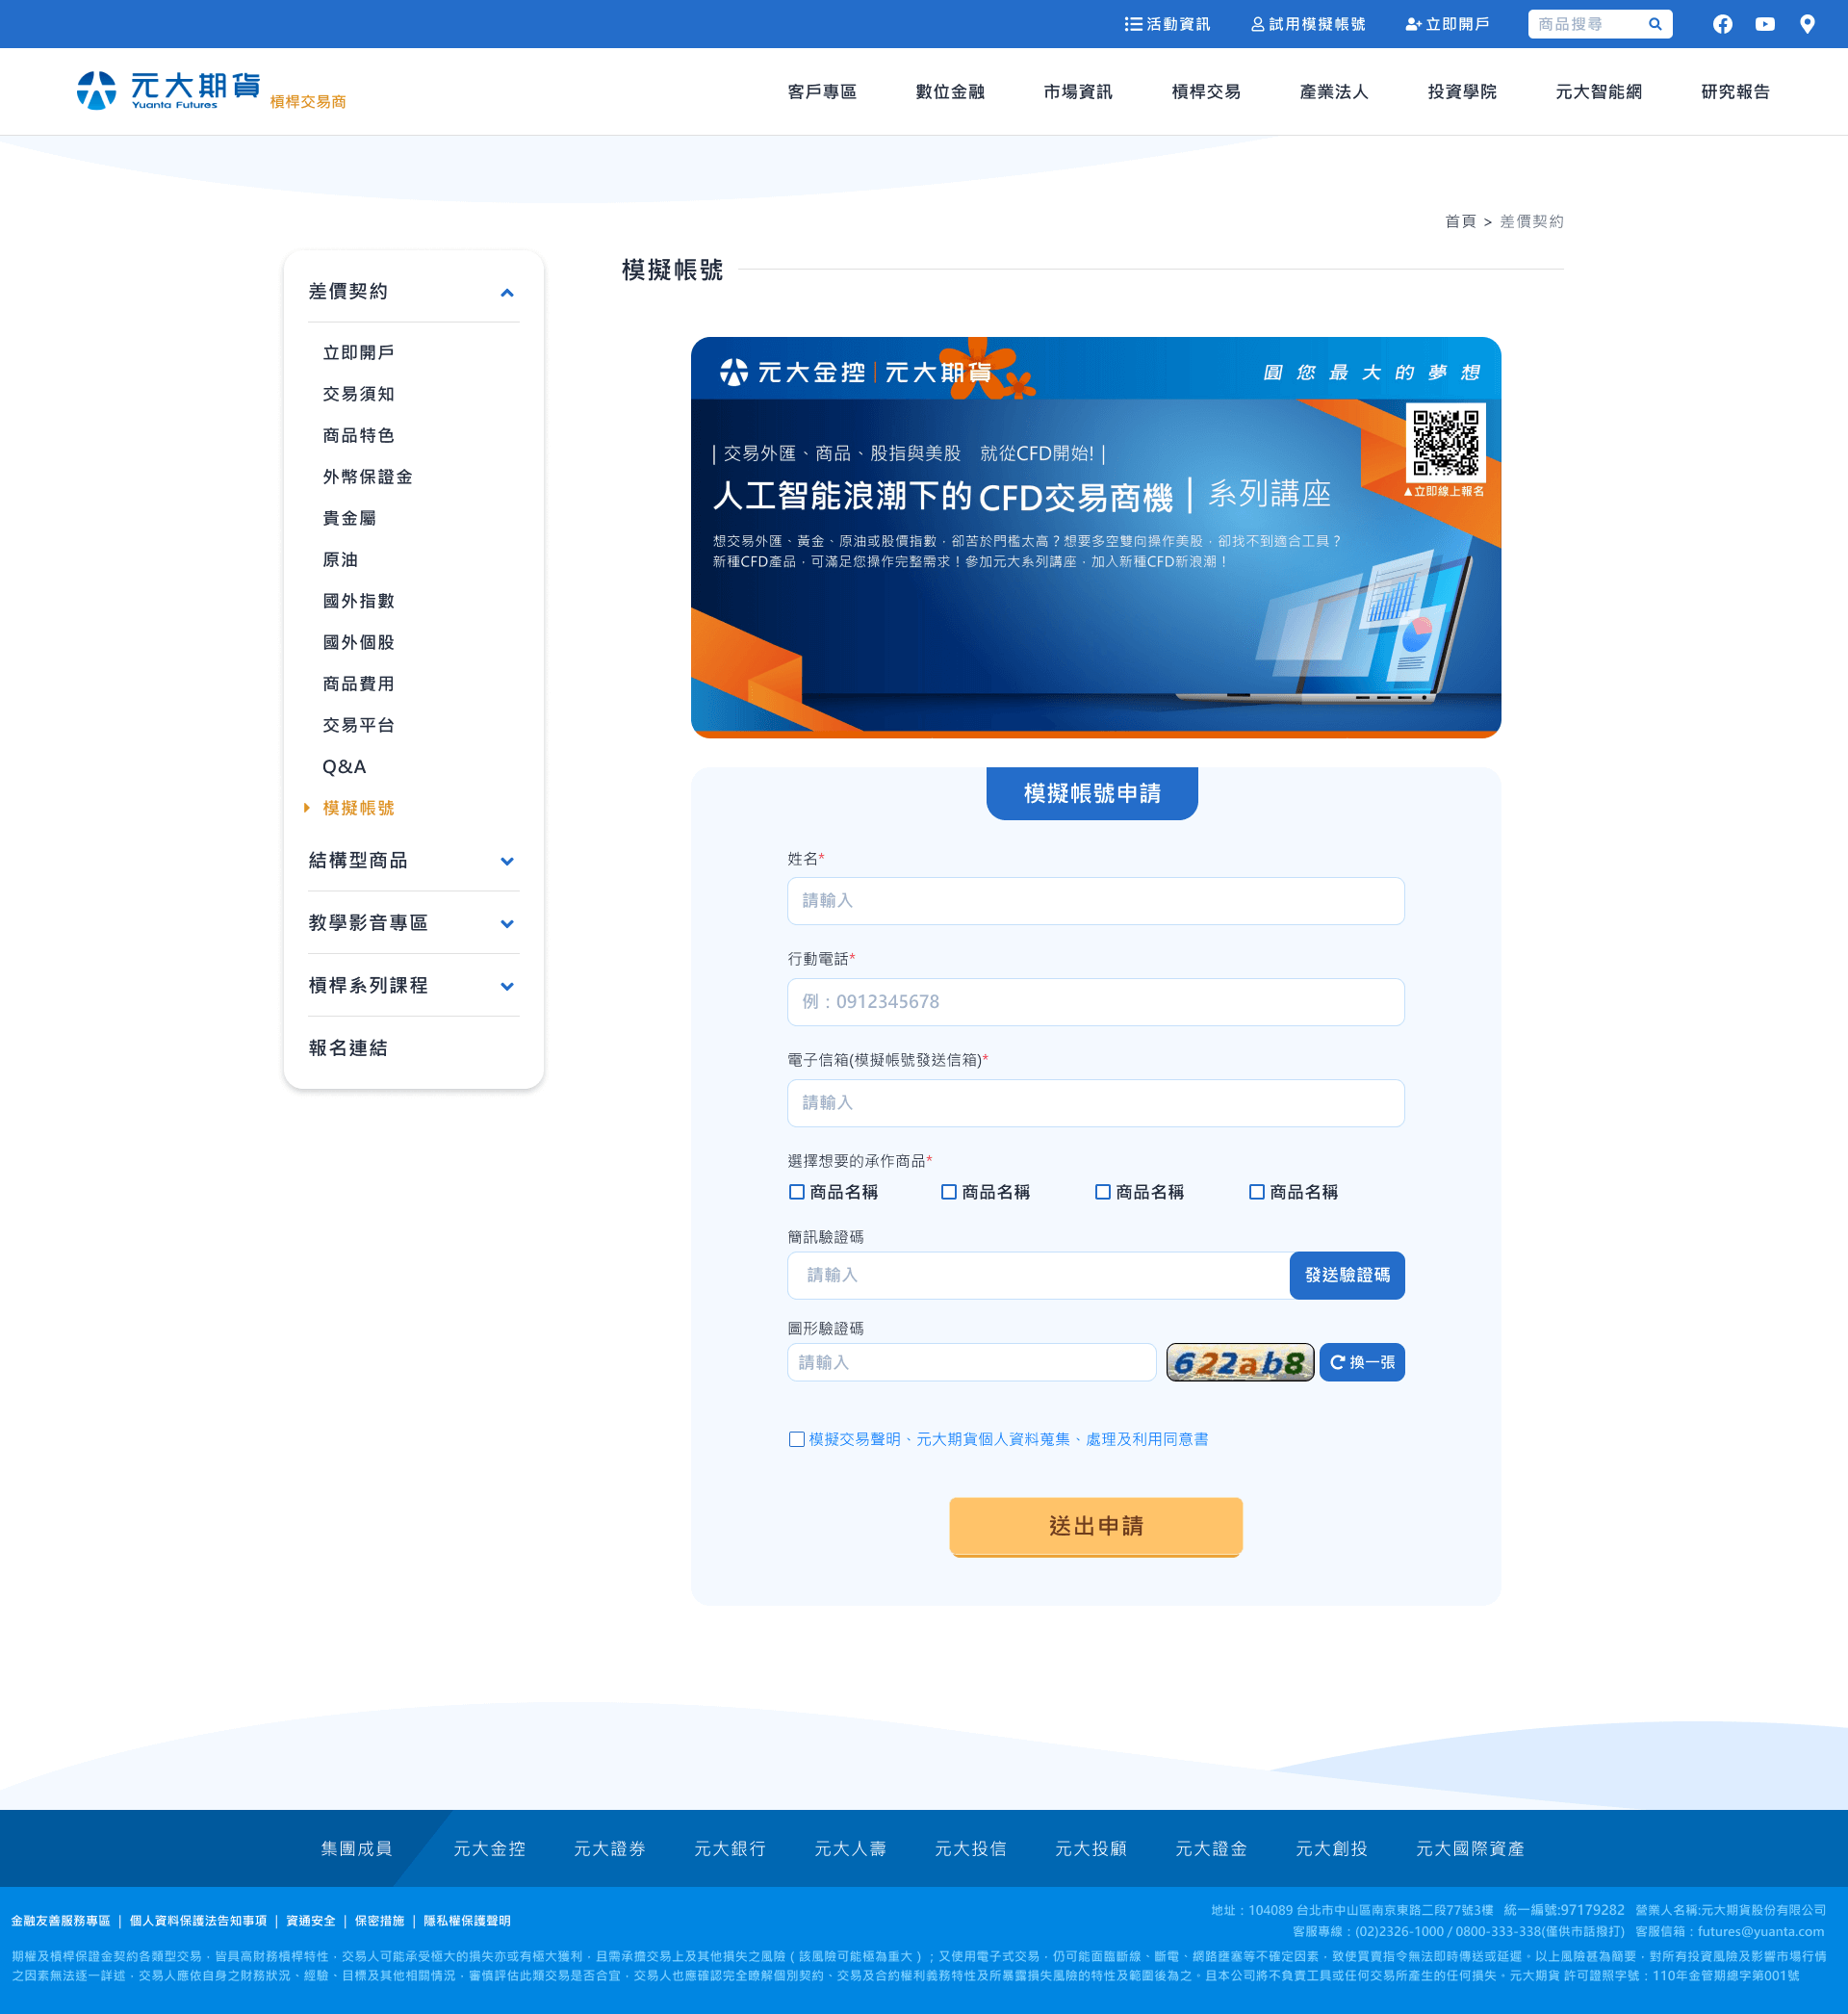 活動資訊 試用模擬帳號 立即開戶 商品搜尋
元大期貨 Yuanta Futures 槓桿交易商
客戶專區 數位金融 市場資訊 槓桿交易 產業法人 投資學院 元大智能網 研究報告
首頁 > 差價契約
差價契約
立即開戶
交易須知
商品特色
外幣保證金
貴金屬
原油
國外指數
國外個股
商品費用
交易平台
Q&A
模擬帳號
結構型商品
教學影音專區
槓桿系列課程
報名連結
模擬帳號
元大金控 | 元大期貨
圓您最大的夢想
| 交易外匯、商品、股指與美股 就從CFD開始! |
人工智能浪潮下的 CFD交易商機 | 系列講座
▲立即線上報名
想交易外匯、黃金、原油或股價指數,卻苦於門檻太高?想要多空雙向操作美股,卻找不到適合工具?
新種CFD產品,可滿足您操作完整需求!參加元大系列講座,加入新種CFD新浪潮!
模擬帳號申請
姓名*
請輸入
行動電話*
例:0912345678
電子信箱(模擬帳號發送信箱)*
請輸入
選擇想要的承作商品*
商品名稱 商品名稱 商品名稱 商品名稱
簡訊驗證碼
請輸入 發送驗證碼
圖形驗證碼
請輸入 622ab8 換一張
模擬交易聲明、元大期貨個人資料蒐集、處理及利用同意書
送出申請
集團成員 元大金控 元大證券 元大銀行 元大人壽 元大投信 元大投顧 元大證金 元大創投 元大國際資產
金融友善服務專區 | 個人資料保護法告知事項 | 資通安全 | 保密措施 | 隱私權保護聲明
地址:104089 台北市中山區南京東路二段77號3樓 統一編號:97179282 營業人名稱:元大期貨股份有限公司
客服專線:(02)2326-1000 / 0800-333-338(僅供市話撥打) 客服信箱:futures@yuanta.com
期權及槓桿保證金契約各類型交易,皆具高財務槓桿特性,交易人可能承受極大的損失亦或有極大獲利,且需承擔交易上及其他損失之風險(該風險可能極為重大);又使用電子式交易,仍可能面臨斷線、斷電、網路壅塞等不確定因素,致使買賣指令無法即時傳送或延遲。以上風險甚為簡要,對所有投資風險及影響市場行情
之因素無法逐一詳述,交易人應依自身之財務狀況、經驗、目標及其他相關情況,審慎評估此類交易是否合宜,交易人也應確認完全瞭解個別契約、交易及合約權利義務特性及所暴露損失風險的特性及範圍後為之。且本公司將不負責工具或任何交易所產生的任何損失。元大期貨 許可證照字號:110年金管期總字第001號